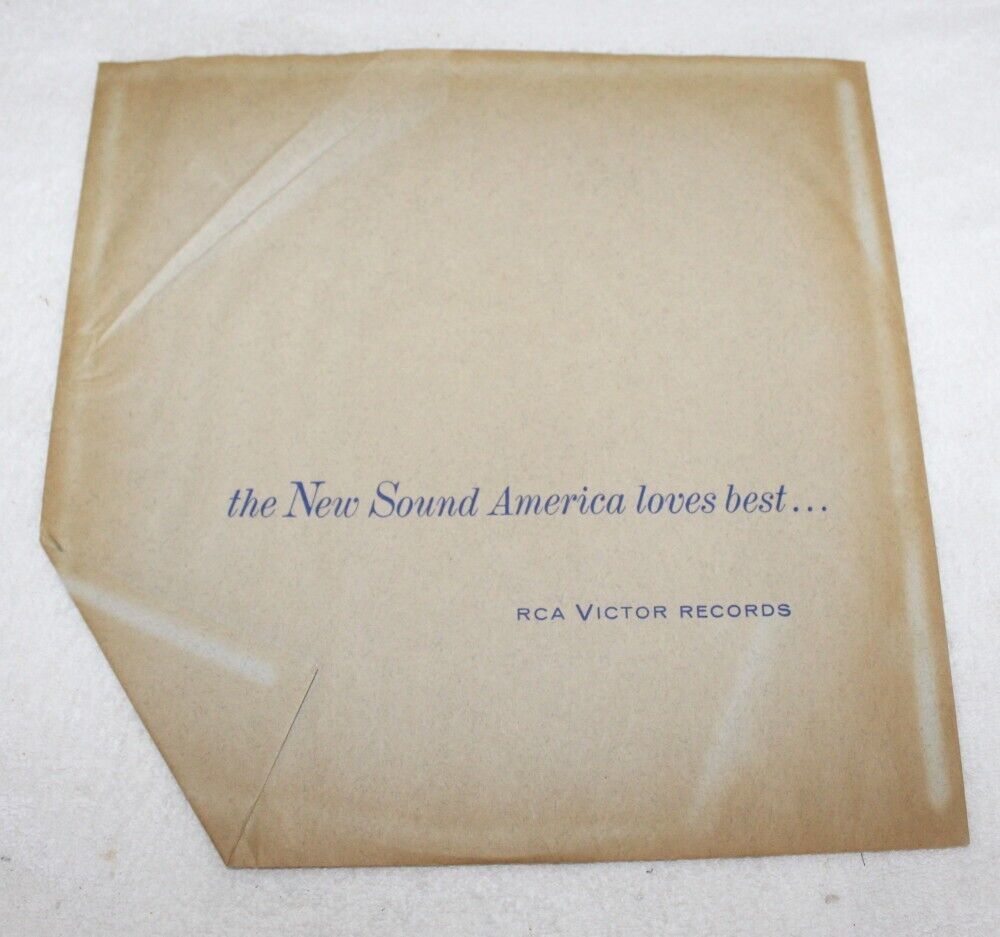 the New Sound America loves best...
RCA VICTOR RECORDS